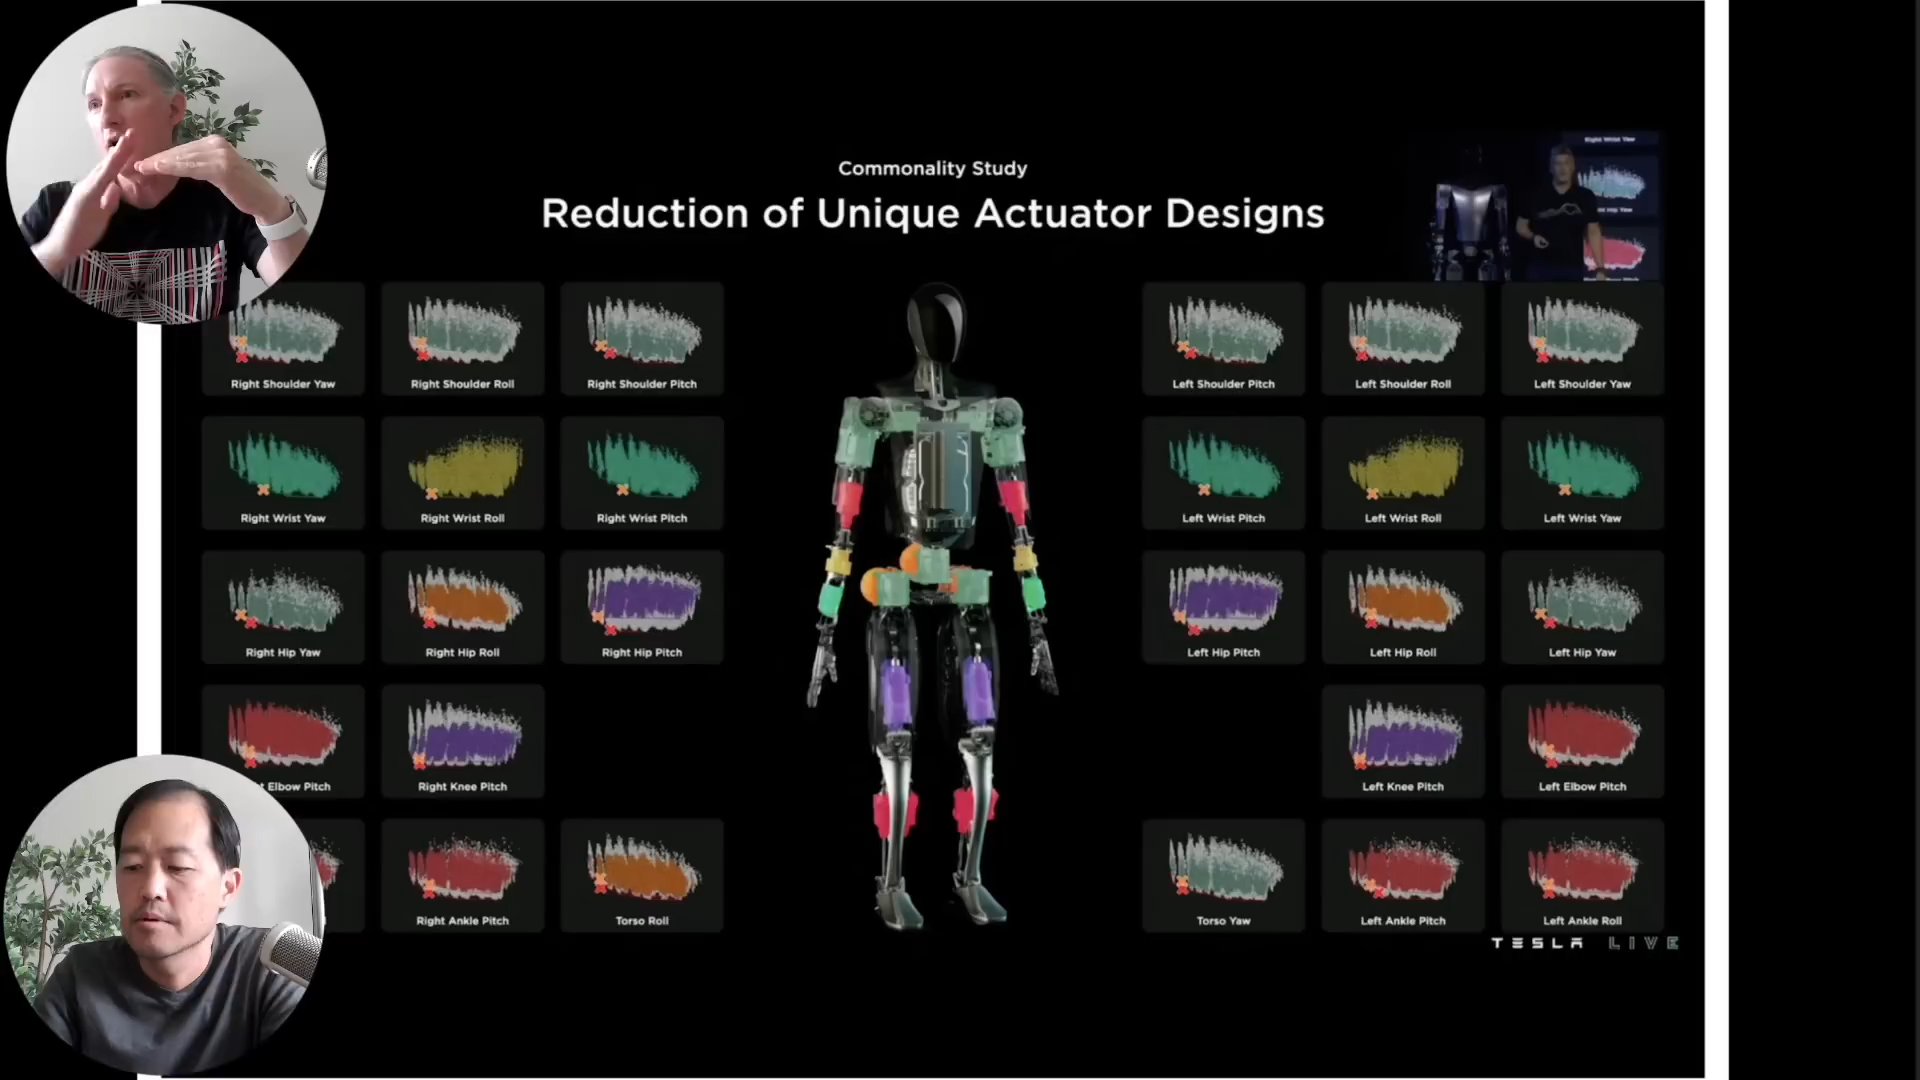 Commonality Study
Reduction of Unique Actuator Designs
Right Wrist Yaw
Right Shoulder Yaw
Right Shoulder Roll
Right Shoulder Pitch
Left Shoulder Pitch
Left Shoulder Roll
Left Shoulder Yaw
Right Wrist Yaw
Right Wrist Roll
Right Wrist Pitch
Left Wrist Pitch
Left Wrist Roll
Left Wrist Yaw
Right Hip Yaw
Right Hip Roll
Right Hip Pitch
Left Hip Pitch
Left Hip Roll
Left Hip Yaw
Elbow Pitch
Right Knee Pitch
Left Knee Pitch
Left Elbow Pitch
Right Ankle Pitch
Torso Roll
Torso Yaw
Left Ankle Pitch
Left Ankle Roll
TESLA LIVE